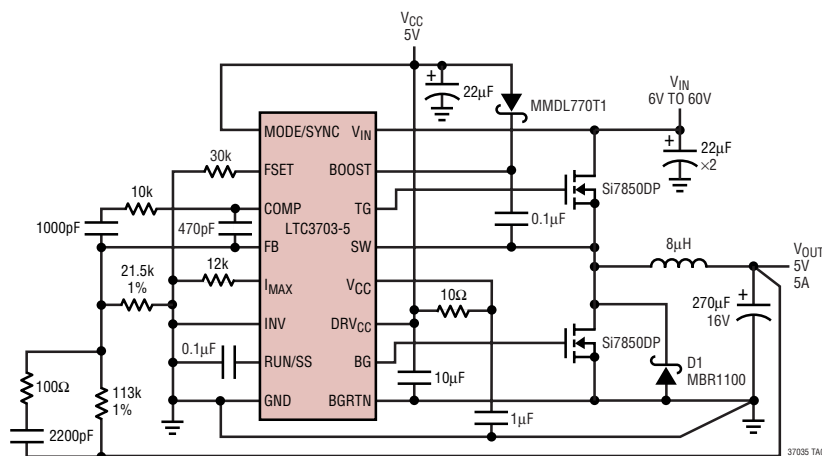 VCC
5V
22µF
+
MMDL770T1
VIN
6V TO 60V
+
22µF
×2
MODE/SYNC
VIN
30k
FSET
BOOST
Si7850DP
10k
COMP
TG
0.1µF
1000pF
470pF
LTC3703-5
FB
SW
8µH
VOUT
5V
5A
21.5k
1%
12k
IMAX
VCC
10Ω
+
270µF
16V
INV
DRVCC
Si7850DP
0.1µF
RUN/SS
BG
D1
MBR1100
100Ω
113k
1%
10µF
GND
BGRTN
1µF
2200pF